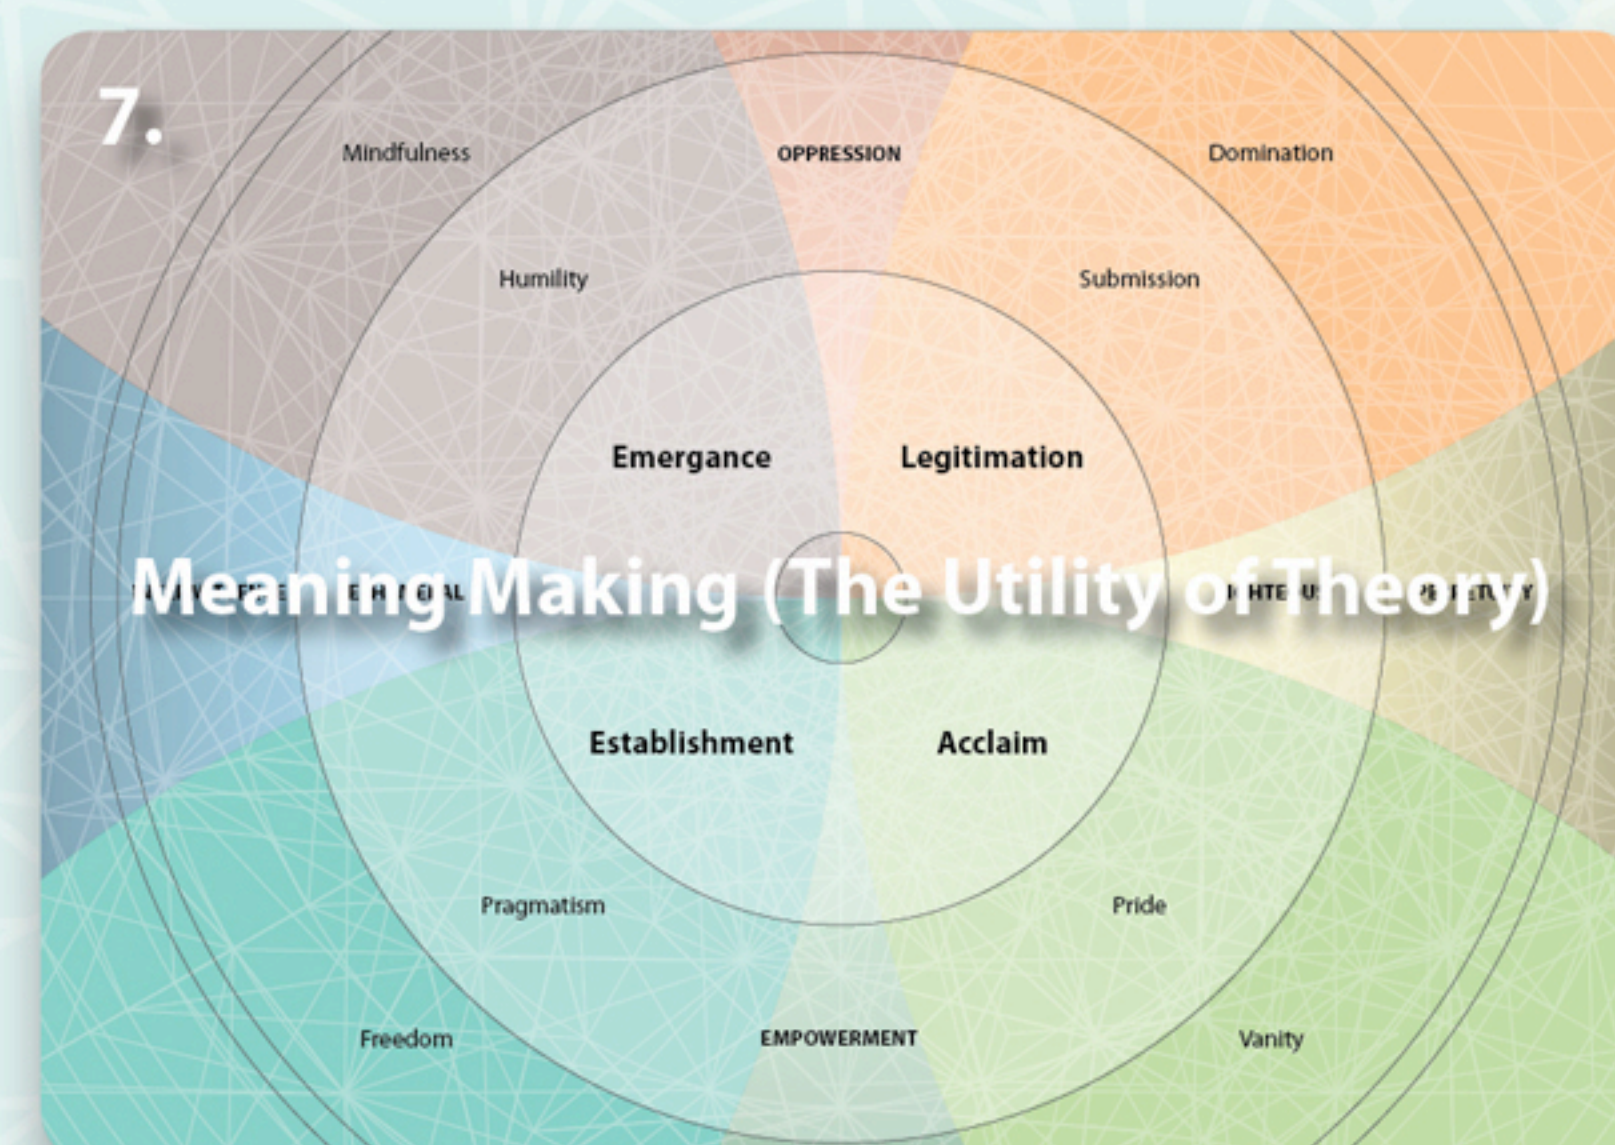 7.
Mindfulness
OPPRESSION
Domination
Humility
Submission
Emergance
Legitimation
Meaning Making (The Utility of Theory)
Establishment
Acclaim
Pragmatism
Pride
Freedom
EMPOWERMENT
Vanity